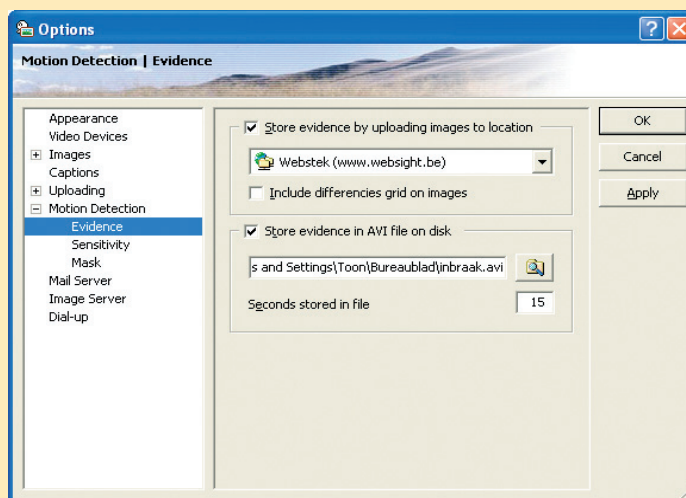 Options
Motion Detection | Evidence
Appearance
Video Devices
Images
Captions
Uploading
Motion Detection
Evidence
Sensitivity
Mask
Mail Server
Image Server
Dial-up
Store evidence by uploading images to location
Webstek (www.websight.be)
Include differencies grid on images
Store evidence in AVI file on disk
s and Settings\Toon\Bureaublad\inbraak.avi
Seconds stored in file
15
OK
Cancel
Apply